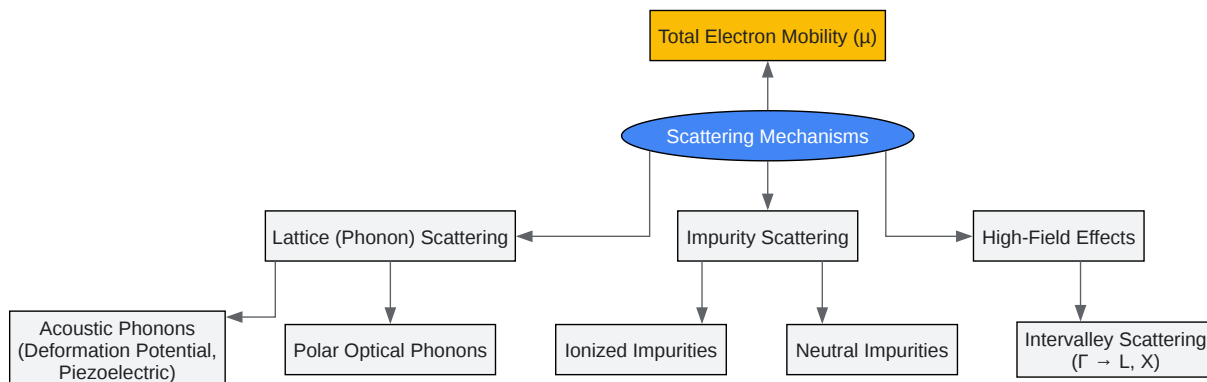 Total Electron Mobility (µ)
Scattering Mechanisms
Lattice (Phonon) Scattering
Impurity Scattering
High-Field Effects
Acoustic Phonons
(Deformation Potential,
Piezoelectric)
Polar Optical Phonons
Ionized Impurities
Neutral Impurities
Intervalley Scattering
(Γ → L, X)